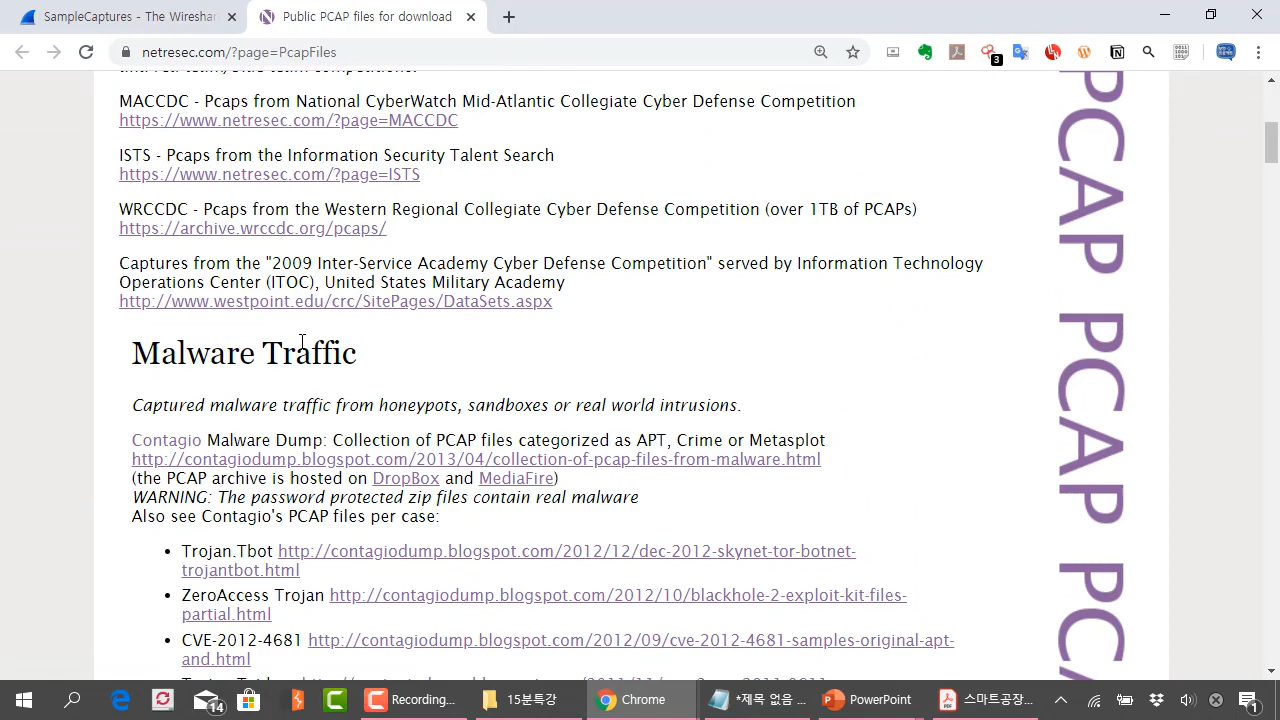 SampleCaptures - The Wireshar
Public PCAP files for download
netresec.com/?page=PcapFiles
3
MACCDC - Pcaps from National CyberWatch Mid-Atlantic Collegiate Cyber Defense Competition
https://www.netresec.com/?page=MACCDC
ISTS - Pcaps from the Information Security Talent Search
https://www.netresec.com/?page=ISTS
WRCCDC - Pcaps from the Western Regional Collegiate Cyber Defense Competition (over 1TB of PCAPs)
https://archive.wrccdc.org/pcaps/
Captures from the "2009 Inter-Service Academy Cyber Defense Competition" served by Information Technology
Operations Center (ITOC), United States Military Academy
http://www.westpoint.edu/crc/SitePages/DataSets.aspx
Malware Traffic
Captured malware traffic from honeypots, sandboxes or real world intrusions.
Contagio Malware Dump: Collection of PCAP files categorized as APT, Crime or Metasplot
http://contagiodump.blogspot.com/2013/04/collection-of-pcap-files-from-malware.html
(the PCAP archive is hosted on DropBox and MediaFire)
WARNING: The password protected zip files contain real malware
Also see Contagio's PCAP files per case:
• Trojan.Tbot http://contagiodump.blogspot.com/2012/12/dec-2012-skynet-tor-botnet-
trojantbot.html
• ZeroAccess Trojan http://contagiodump.blogspot.com/2012/10/blackhole-2-exploit-kit-files-
partial.html
• CVE-2012-4681 http://contagiodump.blogspot.com/2012/09/cve-2012-4681-samples-original-apt-
and.html
PCAP PCAP PC
14
Recording...
15분특강
Chrome
*제목 없음 ...
PowerPoint
스마트공장...
1